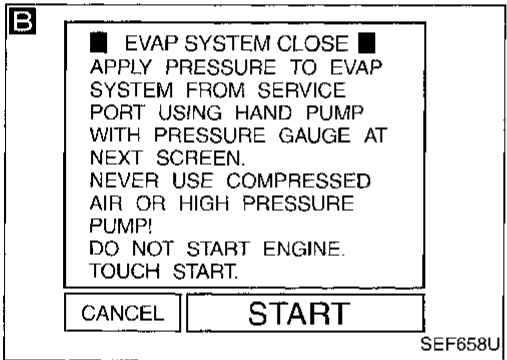 B
■ EVAP SYSTEM CLOSE ■
APPLY PRESSURE TO EVAP
SYSTEM FROM SERVICE
PORT USING HAND PUMP
WITH PRESSURE GAUGE AT
NEXT SCREEN.
NEVER USE COMPRESSED
AIR OR HIGH PRESSURE
PUMP!
DO NOT START ENGINE.
TOUCH START.
CANCEL START
SEF658U